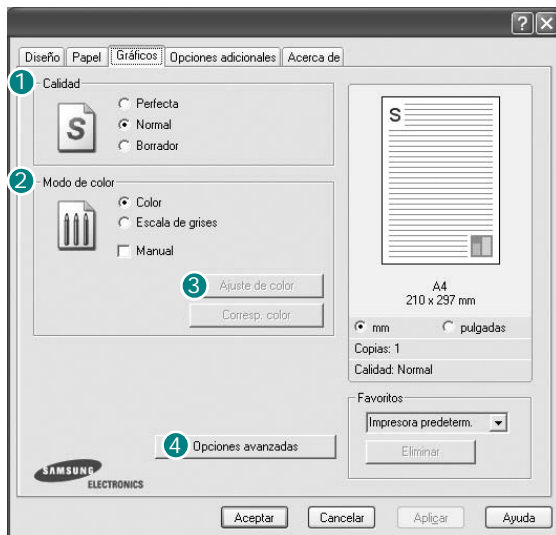 Diseño Papel Gráficos Opciones adicionales Acerca de
1 Calidad
Perfecta
S
Normal
Borrador
2 Modo de color
Color
Escala de grises
Manual
3 Ajuste de color
Corresp. color
4 Opciones avanzadas
SAMSUNG
ELECTRONICS
S
A4
210 x 297 mm
mm pulgadas
Copias: 1
Calidad: Normal
Favoritos
Impresora predeterm.
Eliminar
Aceptar Cancelar Aplicar Ayuda